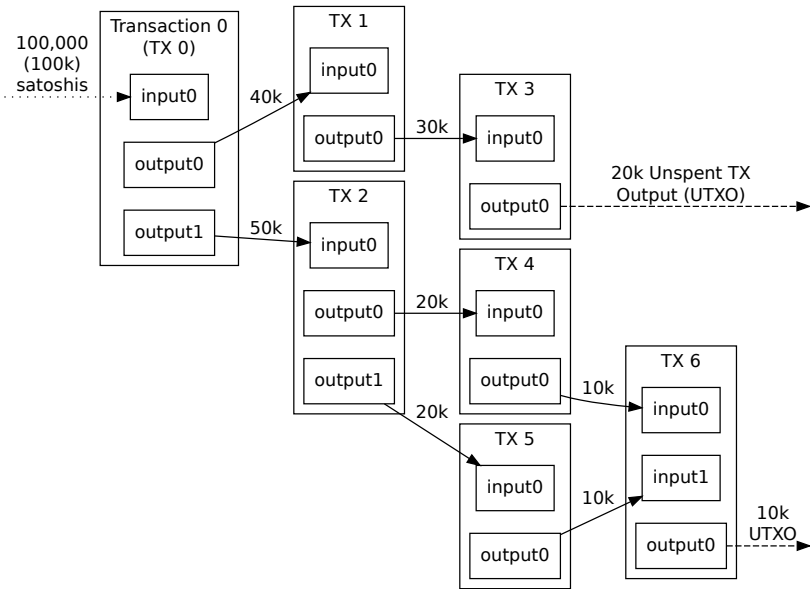 100,000
(100k)
satoshis
Transaction 0
(TX 0)
input0
output0
output1
40k
50k
TX 1
input0
output0
30k
TX 2
input0
output0
output1
20k
20k
TX 3
input0
output0
20k Unspent TX
Output (UTXO)
TX 4
input0
output0
10k
TX 5
input0
output0
10k
TX 6
input0
input1
output0
10k
UTXO